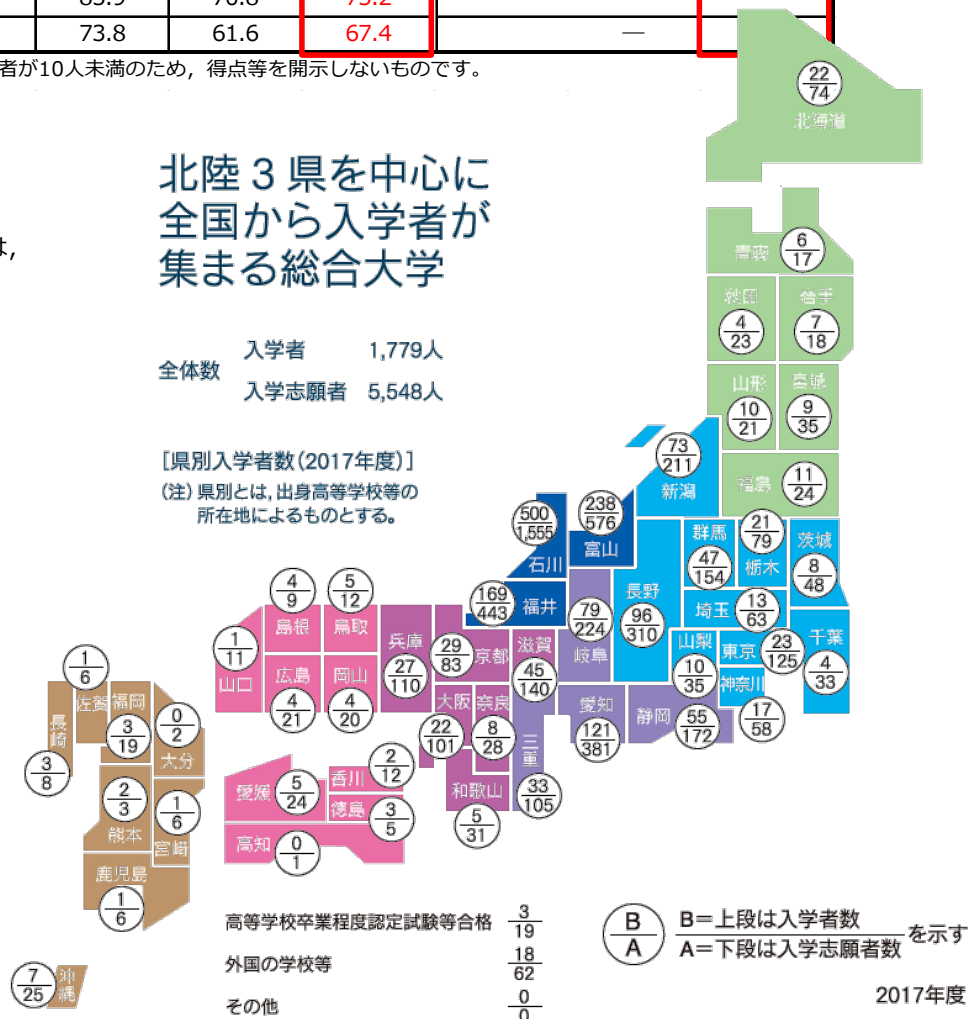 73.8 61.6 67.4 —
者が10人未満のため，得点等を開示しないものです。
北陸３県を中心に
全国から入学者が
集まる総合大学
全体数
入学者 1,779人
入学志願者 5,548人
［県別入学者数(2017年度)］
(注) 県別とは,出身高等学校等の
所在地によるものとする。
22
74
北海道
青森
6
17
秋田
4
23
岩手
7
18
山形
10
21
宮城
9
35
福島
11
24
新潟
73
211
富山
238
576
石川
500
1,555
福井
169
443
群馬
47
154
栃木
21
79
茨城
8
48
長野
96
310
埼玉
13
63
山梨
10
35
東京
23
125
千葉
4
33
神奈川
17
58
岐阜
79
224
愛知
121
381
静岡
55
172
三重
33
105
滋賀
45
140
京都
29
83
兵庫
27
110
大阪
22
101
奈良
8
28
和歌山
5
31
島根
4
9
鳥取
5
12
山口
1
11
広島
4
21
岡山
4
20
愛媛
5
24
香川
2
12
徳島
3
5
高知
0
1
佐賀
1
6
福岡
3
19
大分
0
2
長崎
3
8
熊本
2
3
宮崎
1
6
鹿児島
1
6
沖縄
7
25
高等学校卒業程度認定試験等合格 3
19
外国の学校等 18
62
その他 0
0
B
A
B＝上段は入学者数
A＝下段は入学志願者数
を示す
2017年度